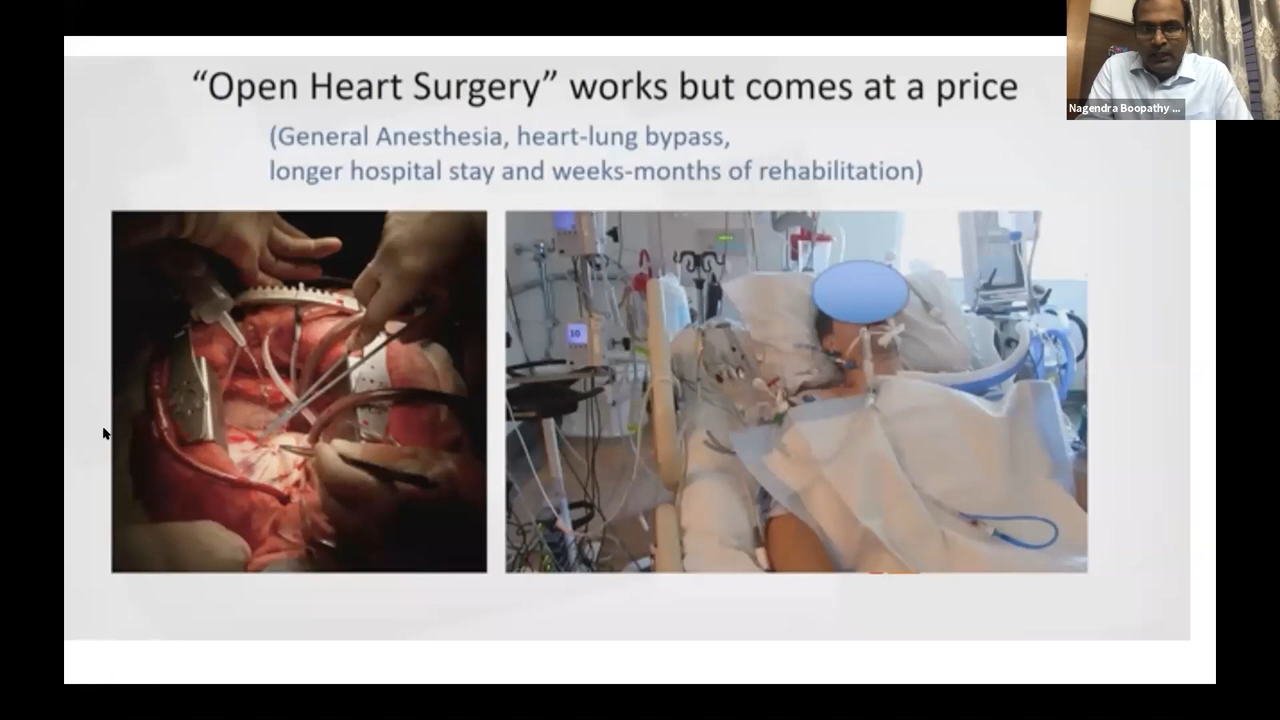 “Open Heart Surgery” works but comes at a price
(General Anesthesia, heart-lung bypass,
longer hospital stay and weeks-months of rehabilitation)
Nagendra Boopathy ...
10